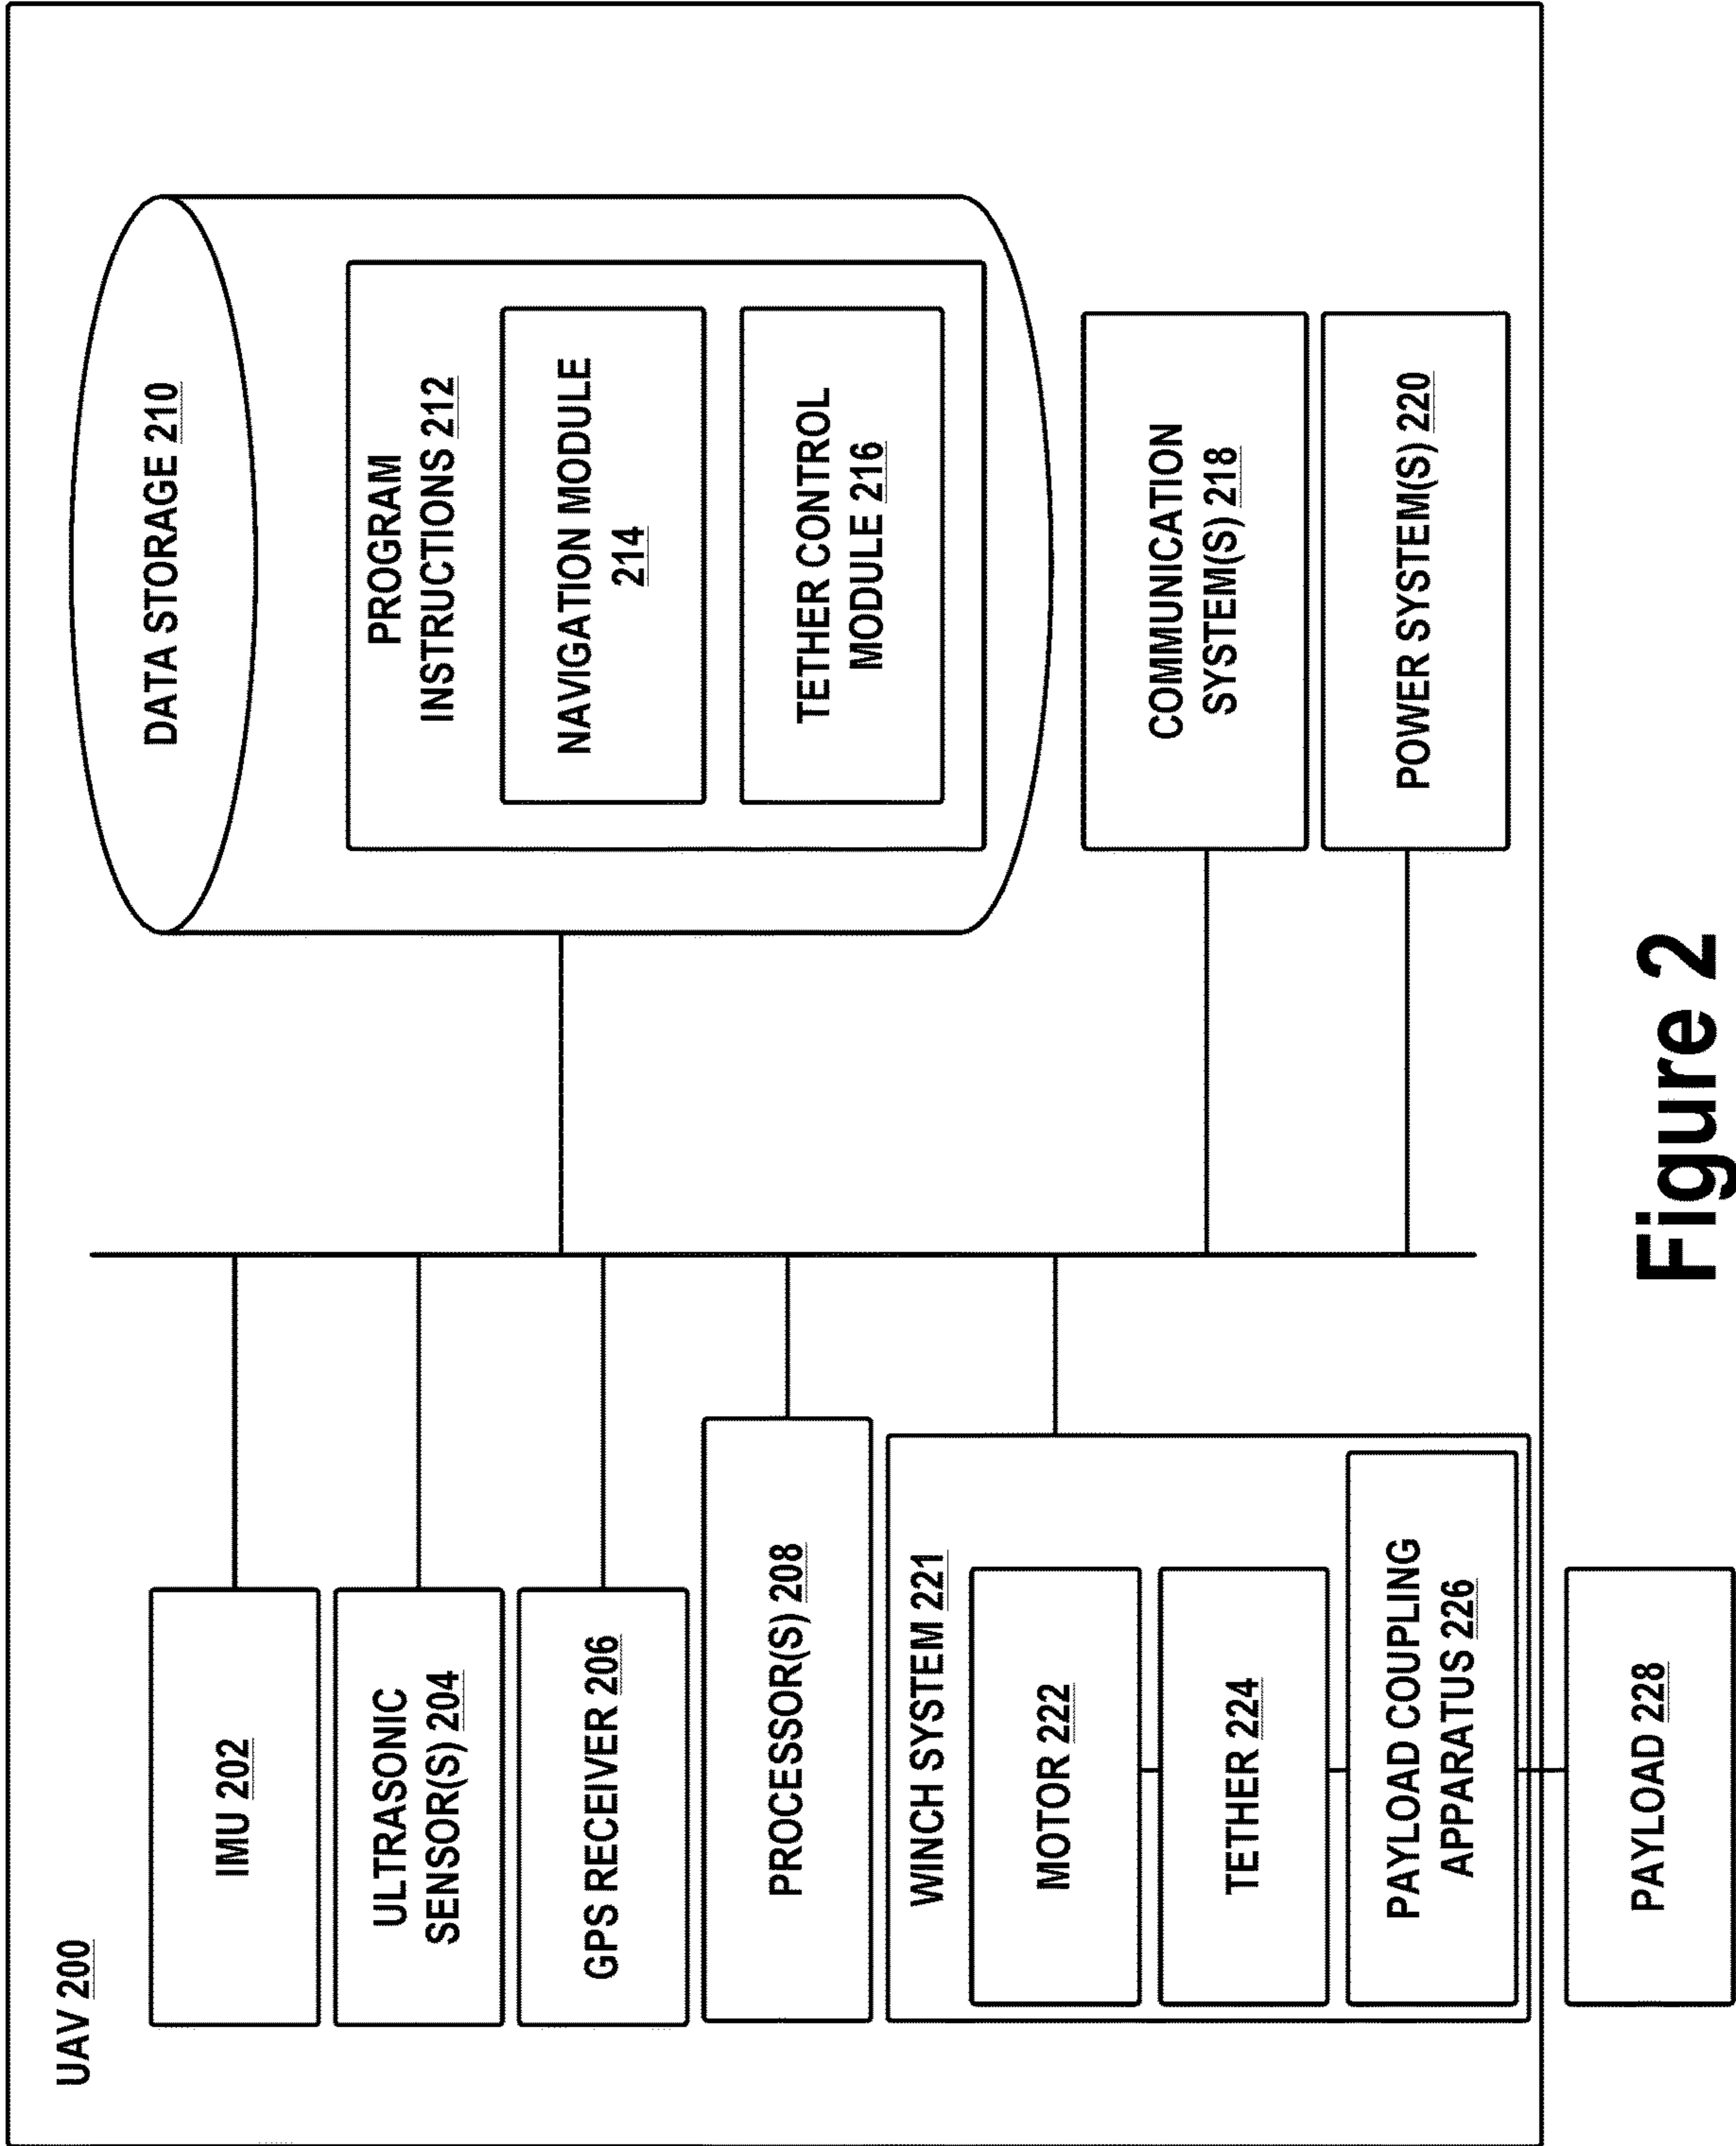 UAV 200
IMU 202
ULTRASONIC
SENSOR(S) 204
GPS RECEIVER 206
PROCESSOR(S) 208
WINCH SYSTEM 221
MOTOR 222
TETHER 224
PAYLOAD COUPLING
APPARATUS 226
PAYLOAD 228
DATA STORAGE 210
PROGRAM
INSTRUCTIONS 212
NAVIGATION MODULE
214
TETHER CONTROL
MODULE 216
COMMUNICATION
SYSTEM(S) 218
POWER SYSTEM(S) 220
Figure 2